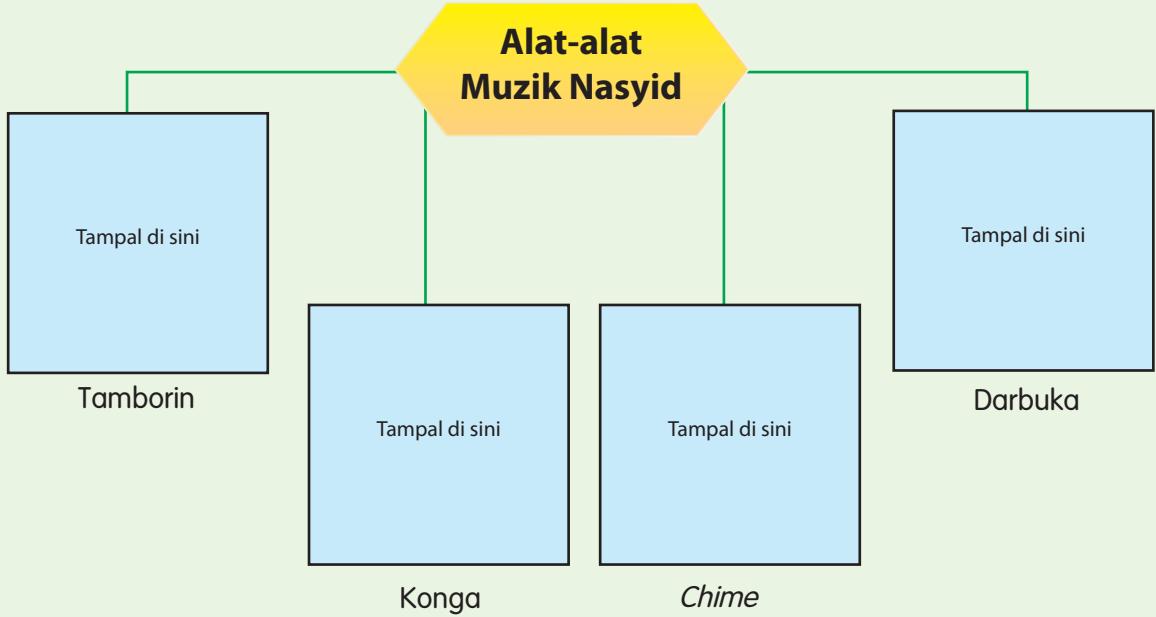 Alat-alat
Muzik Nasyid
Tampal di sini
Tamborin
Tampal di sini
Konga
Tampal di sini
Chime
Tampal di sini
Darbuka